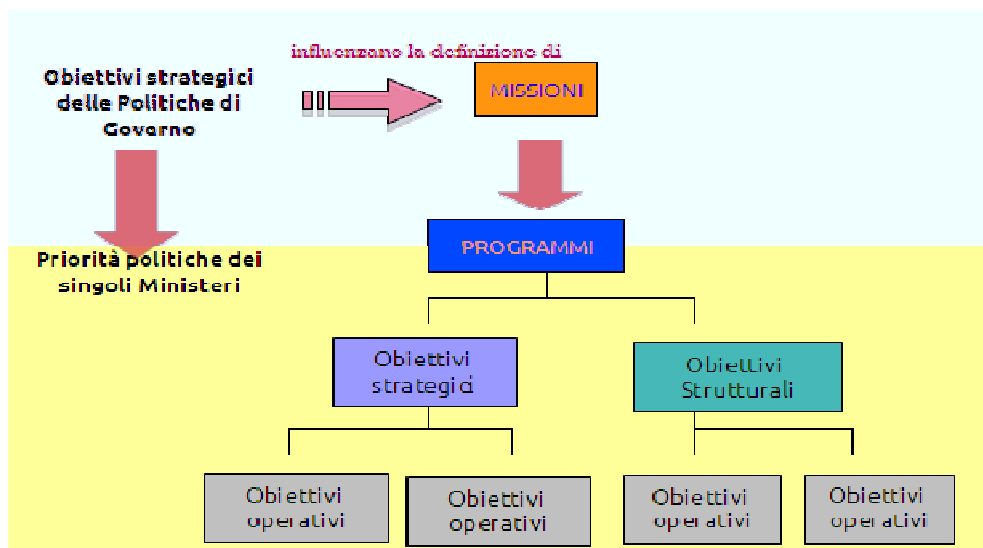 influenzano la definizione di
Obiettivi strategici
delle Politiche di
Governo
MISSIONI
Priorità politiche dei
singoli Ministeri
PROGRAMMI
Obiettivi
strategici
Obiettivi
Strutturali
Obiettivi
operativi
Obiettivi
operativi
Obiettivi
operativi
Obiettivi
operativi